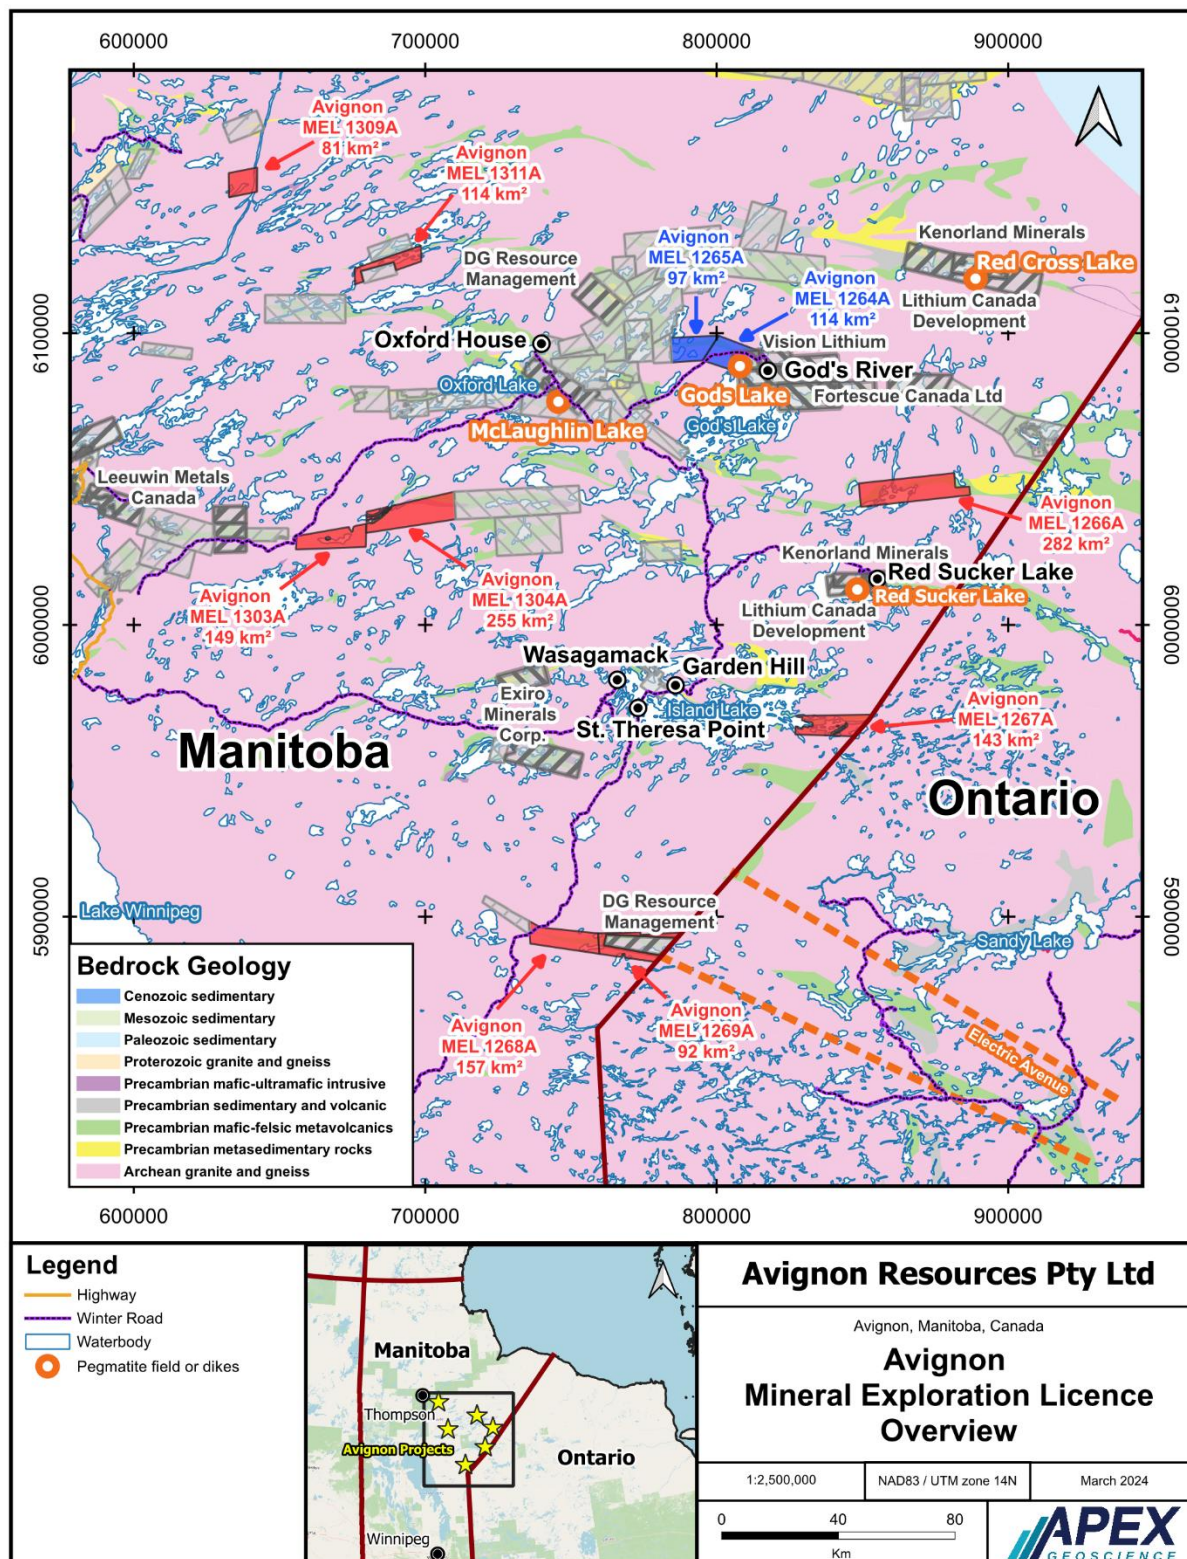 600000
700000
800000
900000
Avignon
MEL 1309A
81 km²
Avignon
MEL 1311A
114 km²
DG Resource
Management
Avignon
MEL 1265A
97 km²
Avignon
MEL 1264A
114 km²
Kenorland Minerals
Red Cross Lake
Lithium Canada
Development
6100000
6100000
Oxford House
Vision Lithium
God's River
Oxford Lake
Gods Lake
Fortescue Canada Ltd
McLaughlin Lake
God's Lake
Leeuwin Metals
Canada
Avignon
MEL 1266A
282 km²
Kenorland Minerals
Red Sucker Lake
Red Sucker Lake
Avignon
MEL 1303A
149 km²
Avignon
MEL 1304A
255 km²
Lithium Canada
Development
6000000
6000000
Wasagamack
Garden Hill
Exiro
Minerals
Corp.
Island Lake
St. Theresa Point
Avignon
MEL 1267A
143 km²
Manitoba
Ontario
5900000
5900000
Lake Winnipeg
DG Resource
Management
Sandy Lake
Avignon
MEL 1268A
157 km²
Avignon
MEL 1269A
92 km²
Electric Avenue
Bedrock Geology
Cenozoic sedimentary
Mesozoic sedimentary
Paleozoic sedimentary
Proterozoic granite and gneiss
Precambrian mafic-ultramafic intrusive
Precambrian sedimentary and volcanic
Precambrian mafic-felsic metavolcanics
Precambrian metasedimentary rocks
Archean granite and gneiss
600000
700000
800000
900000
Legend
Highway
Winter Road
Waterbody
Pegmatite field or dikes
Manitoba
Thompson
Avignon Projects
Ontario
Winnipeg
Avignon Resources Pty Ltd
Avignon, Manitoba, Canada
Avignon
Mineral Exploration Licence
Overview
1:2,500,000
NAD83 / UTM zone 14N
March 2024
0
40
80
Km
APEX
GEOSCIENCE